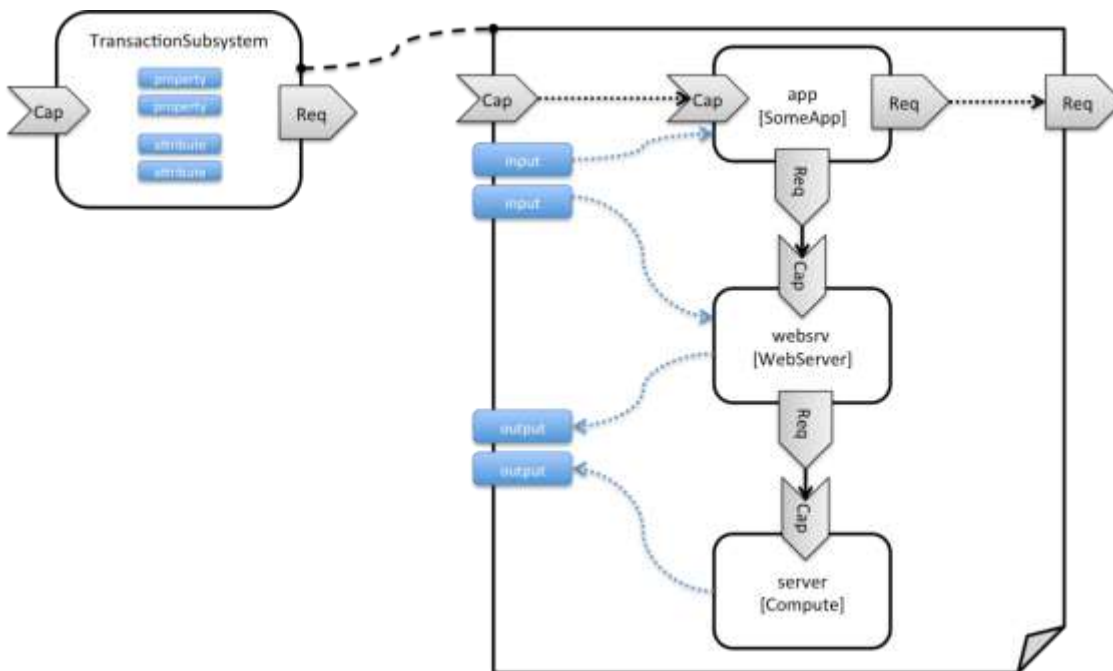 TransactionSubsystem
property
property
attribute
attribute
Cap
Req
Cap
Cap
app
[SomeApp]
Req
Req
input
input
Req
Cap
websrv
[WebServer]
output
output
Req
Cap
server
[Compute]